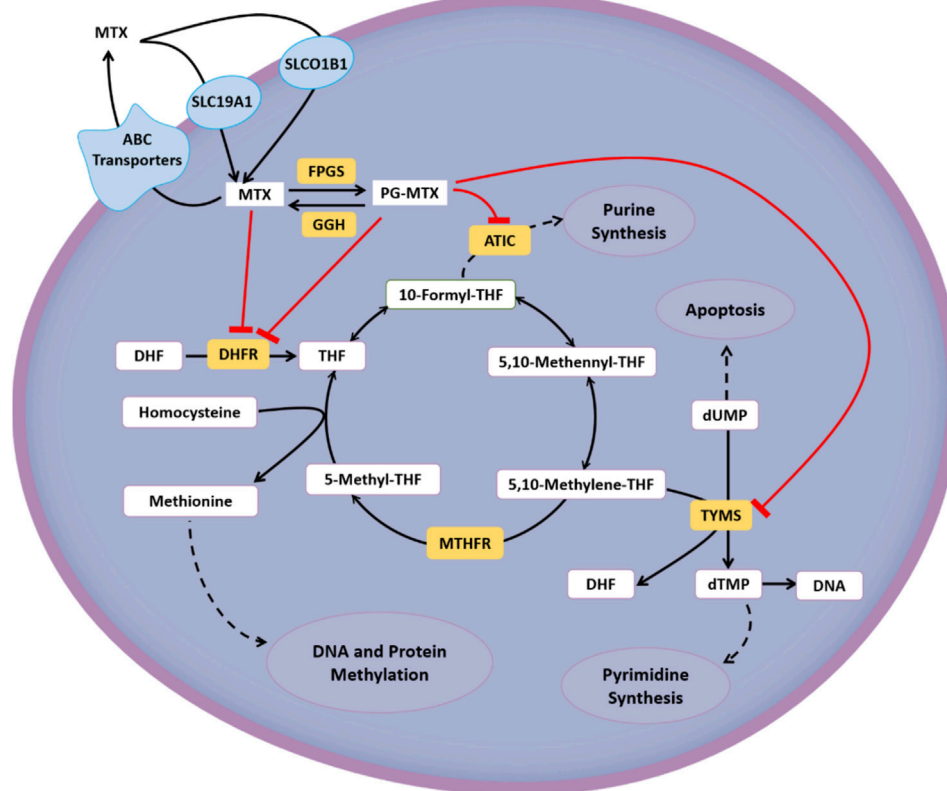 MTX
SLCO1B1
SLC19A1
ABC
Transporters
FPGS
MTX
PG-MTX
GGH
ATIC
Purine
Synthesis
10-Formyl-THF
Apoptosis
DHF
DHFR
THF
5,10-Methennyl-THF
Homocysteine
dUMP
5-Methyl-THF
5,10-Methylene-THF
Methionine
TYMS
MTHFR
DHF
dTMP
DNA
DNA and Protein
Methylation
Pyrimidine
Synthesis